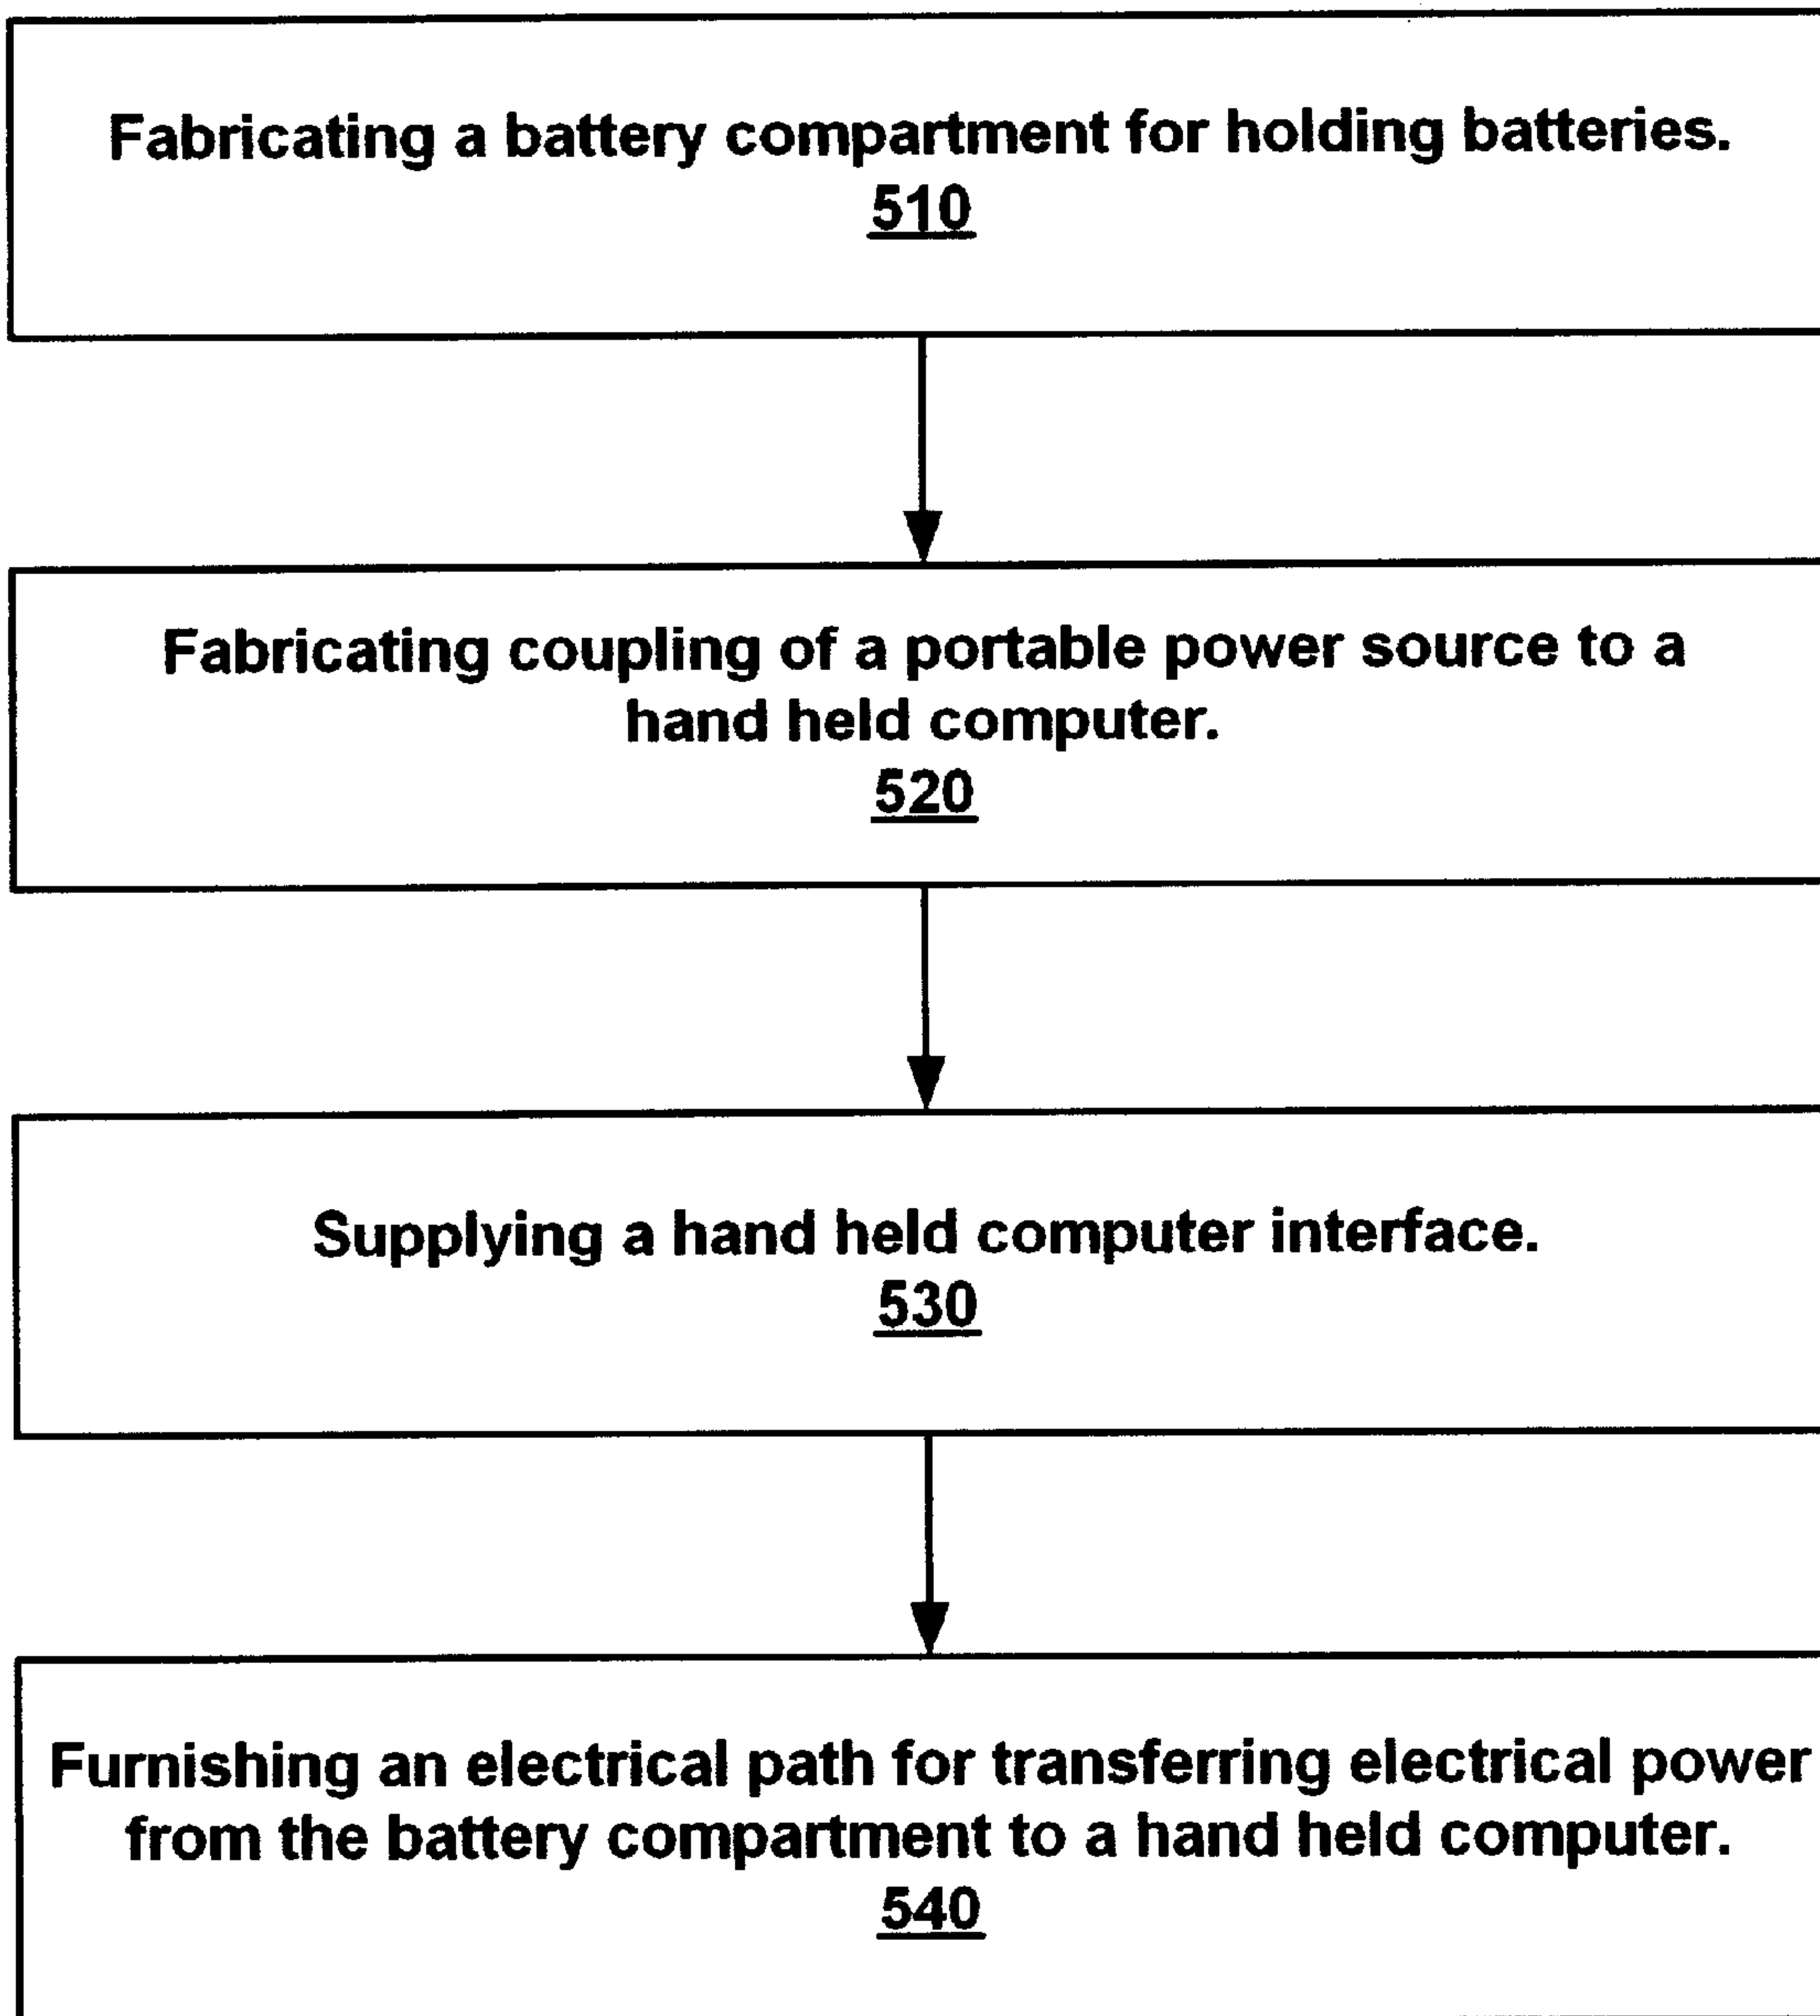 Fabricating a battery compartment for holding batteries.
510
Fabricating coupling of a portable power source to a
hand held computer.
520
Supplying a hand held computer interface.
530
Furnishing an electrical path for transferring electrical power
from the battery compartment to a hand held computer.
540